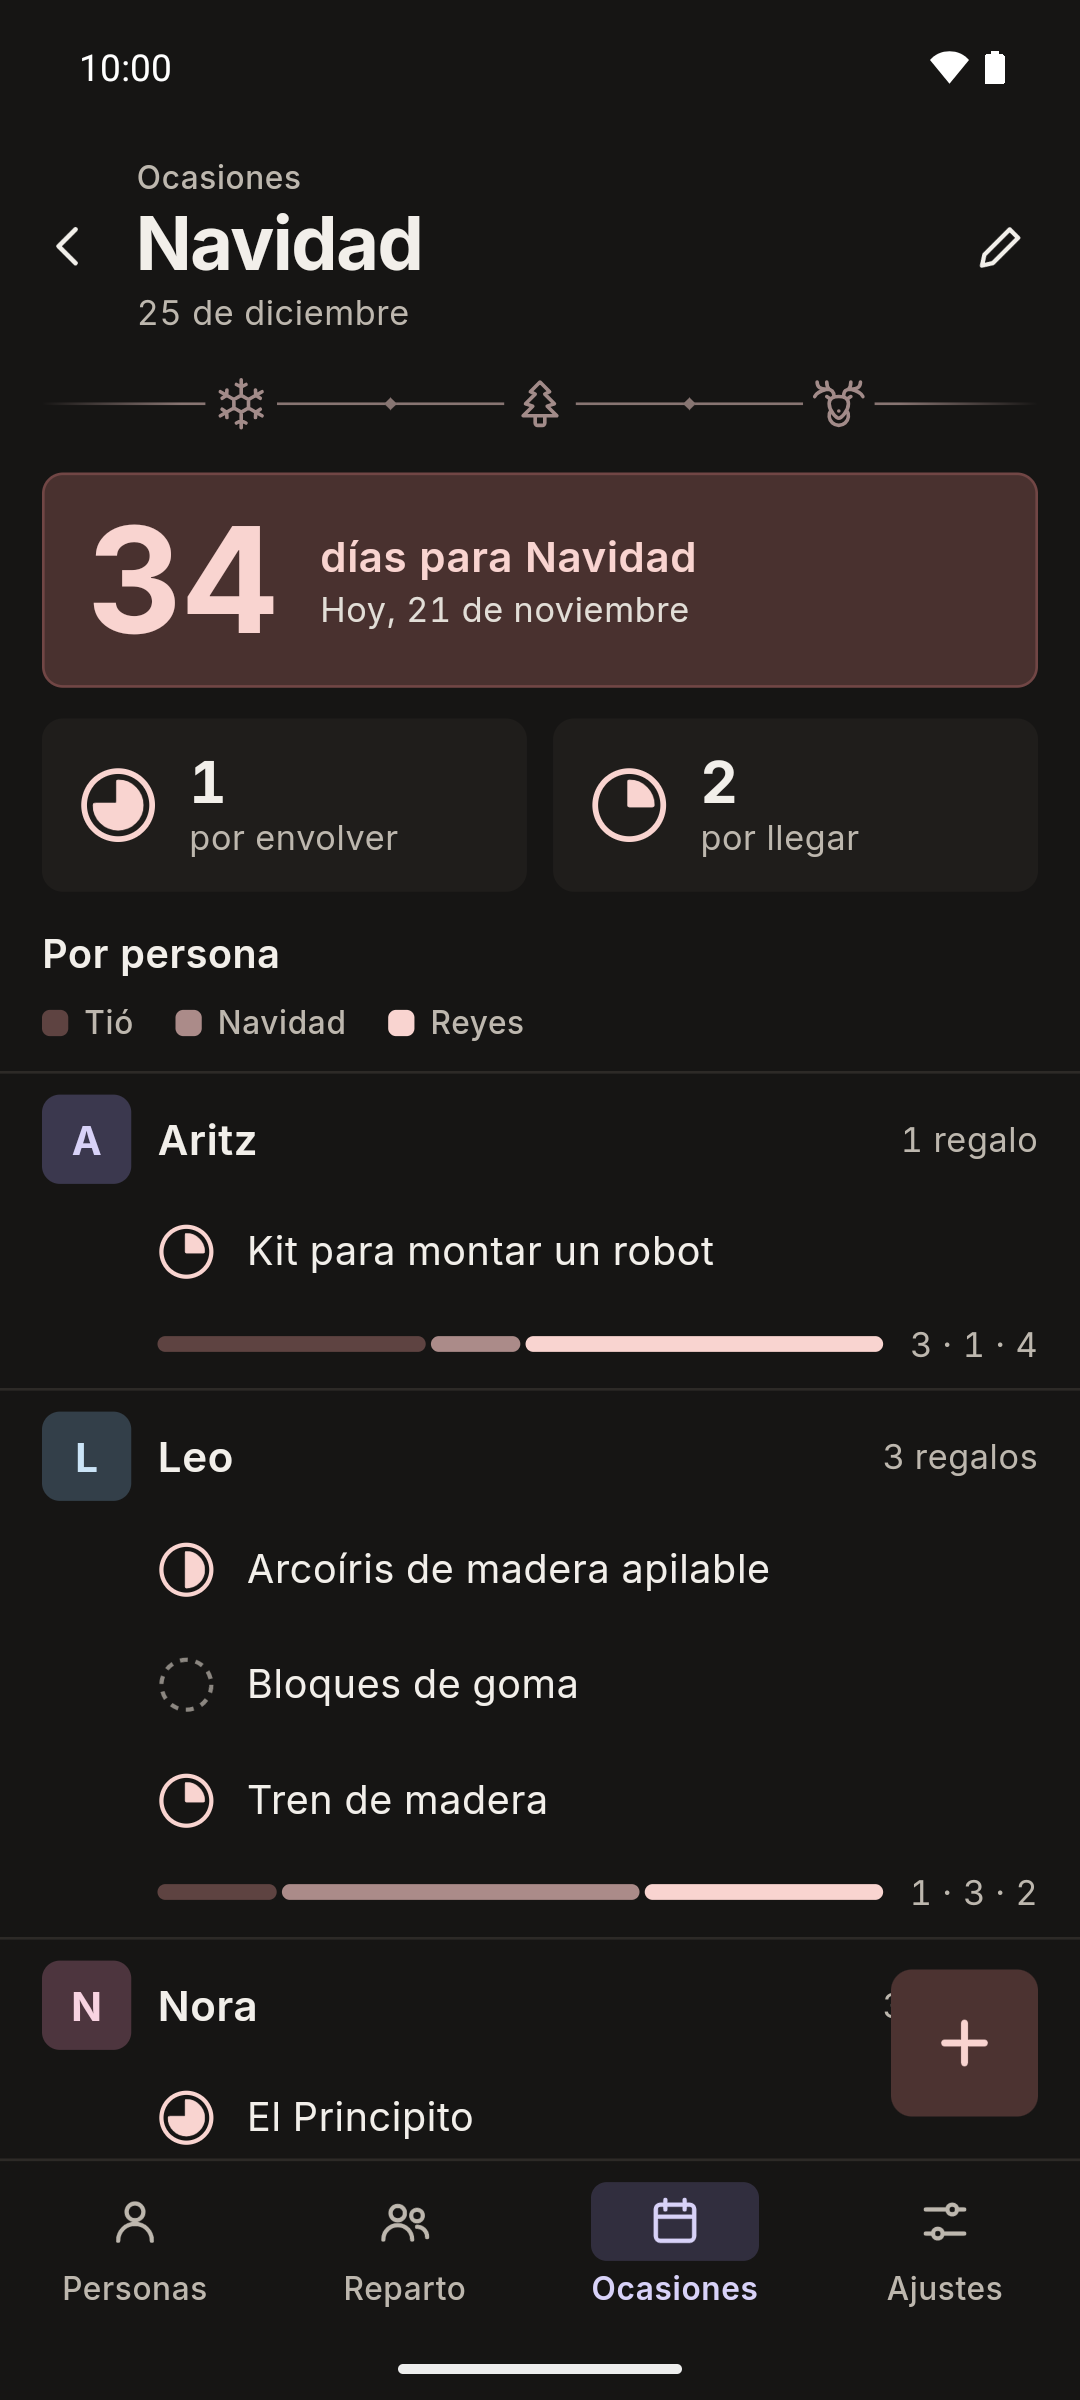 10:00
Ocasiones
Navidad
25 de diciembre
34
días para Navidad
Hoy, 21 de noviembre
1
por envolver
2
por llegar
Por persona
Tió Navidad Reyes
A Aritz 1 regalo
Kit para montar un robot
3 · 1 · 4
L Leo 3 regalos
Arcoíris de madera apilable
Bloques de goma
Tren de madera
1 · 3 · 2
N Nora
El Principito
Personas Reparto Ocasiones Ajustes